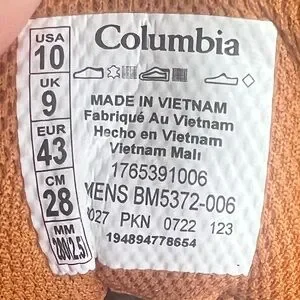 USA
10
UK
9
EUR
43
CM
28
MM
280(2.5)
Columbia
MADE IN VIETNAM
Fabriqué Au Vietnam
Hecho en Vietnam
Vietnam Malı
1765391006
MENS BM5372-006
PKN 0722 123
194894778654